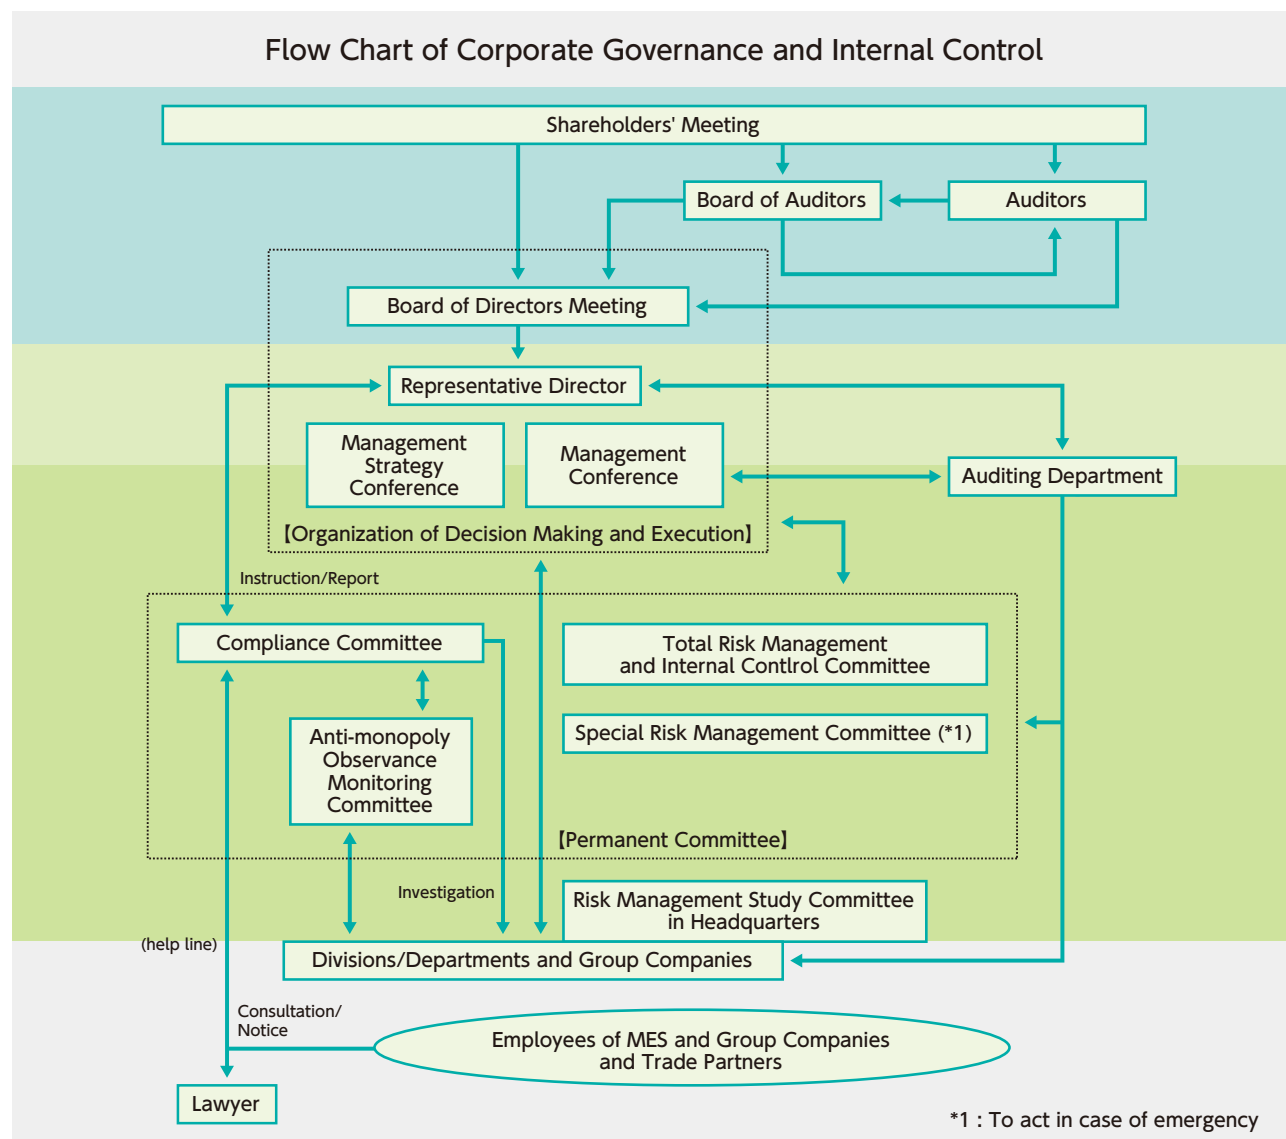 Flow Chart of Corporate Governance and Internal Control
Shareholders' Meeting
Board of Auditors
Auditors
Board of Directors Meeting
Representative Director
Management
Strategy
Conference
Management
Conference
Auditing Department
【Organization of Decision Making and Execution】
Instruction/Report
Compliance Committee
Total Risk Management
and Internal Contlrol Committee
Special Risk Management Committee (*1)
Anti-monopoly
Observance
Monitoring
Committee
【Permanent Committee】
Investigation
Risk Management Study Committee
in Headquarters
(help line)
Divisions/Departments and Group Companies
Consultation/
Notice
Employees of MES and Group Companies
and Trade Partners
Lawyer
*1 : To act in case of emergency